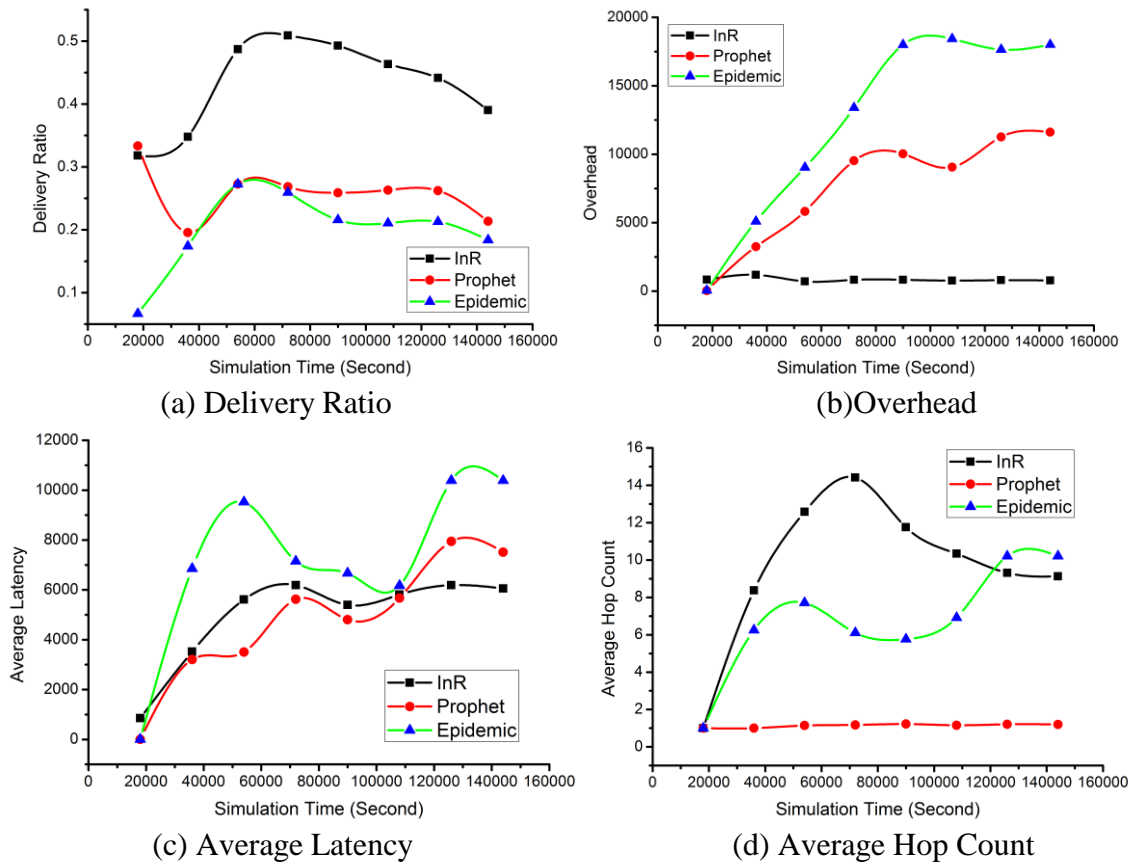 0.5
0.4
0.3
0.2
0.1
Delivery Ratio
InR
Prophet
Epidemic
0 20000 40000 60000 80000 100000 120000 140000 160000
Simulation Time (Second)
(a) Delivery Ratio
20000
15000
10000
5000
0
Overhead
InR
Prophet
Epidemic
0 20000 40000 60000 80000 100000 120000 140000 160000
Simulation Time (Second)
(b)Overhead
12000
10000
8000
6000
4000
2000
0
Average Latency
InR
Prophet
Epidemic
0 20000 40000 60000 80000 100000 120000 140000 160000
Simulation Time (Second)
(c) Average Latency
16
14
12
10
8
6
4
2
0
Average Hop Count
InR
Prophet
Epidemic
0 20000 40000 60000 80000 100000 120000 140000 160000
Simulation Time (Second)
(d) Average Hop Count